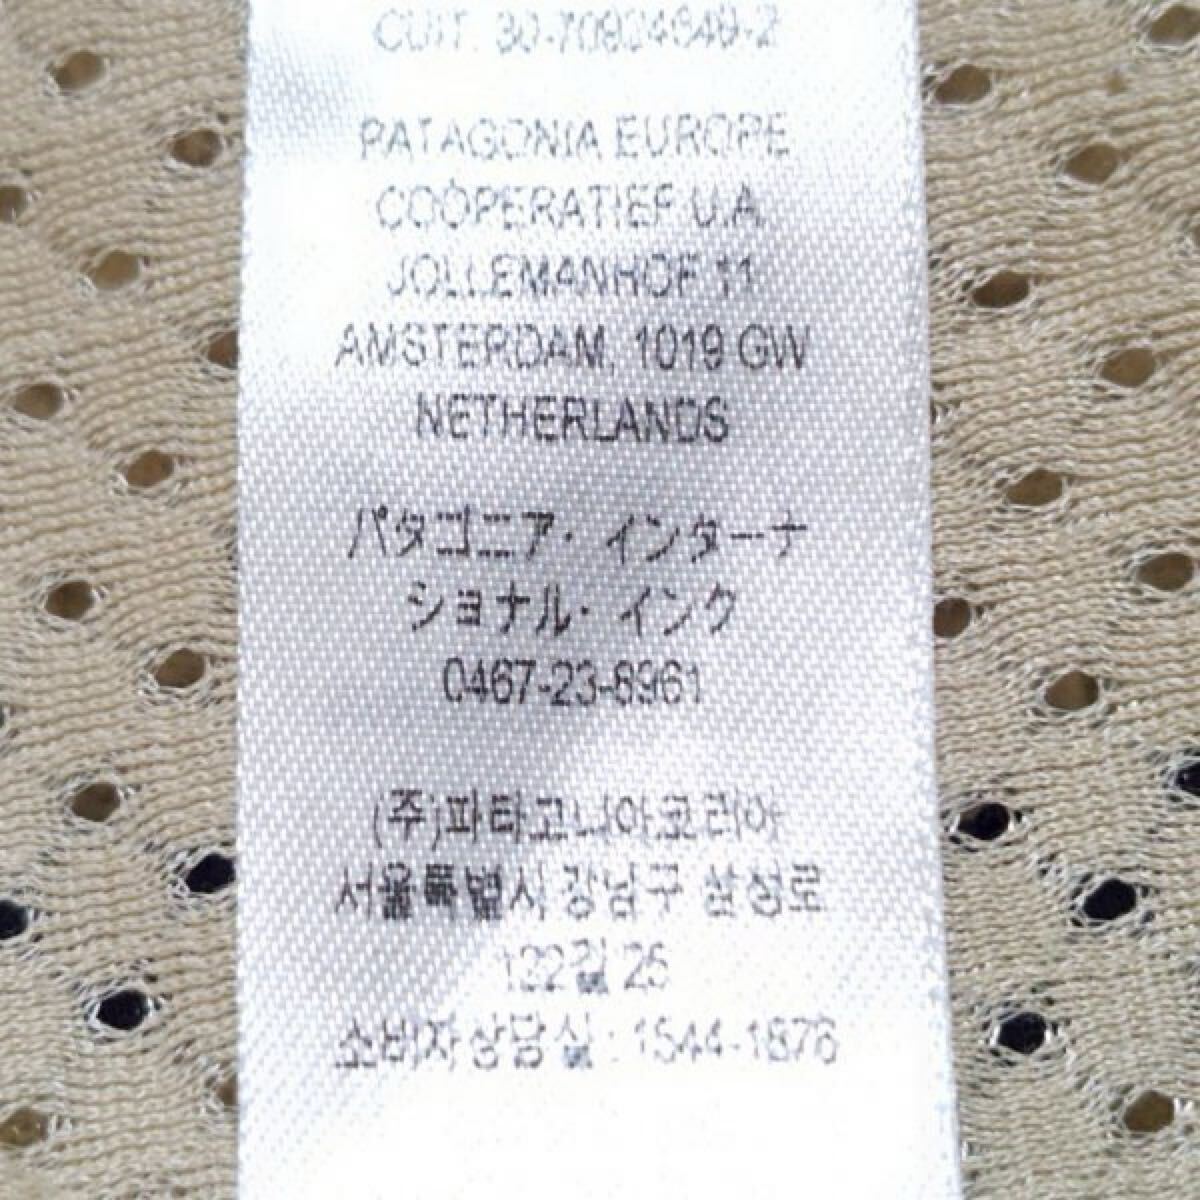 CUIT: 30-70924649-2
PATAGONIA EUROPE
COÖPERATIEF U.A.
JOLLEMANHOF 11
AMSTERDAM, 1019 GW
NETHERLANDS
パタゴニア・インターナ
ショナル・インク
0467-23-8961
(주)파타고니아코리아
서울특별시 강남구 삼성로
122길 25
소비자상담실 : 1544-1876